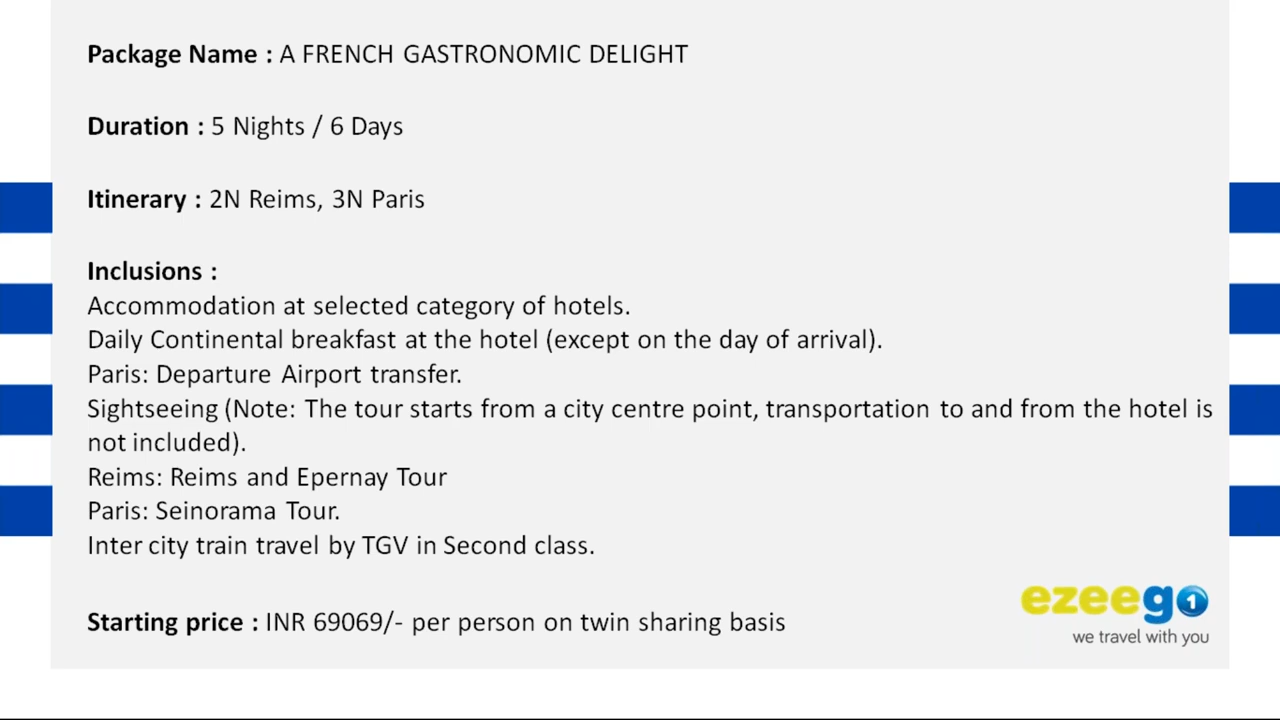 Package Name : A FRENCH GASTRONOMIC DELIGHT
Duration : 5 Nights / 6 Days
Itinerary : 2N Reims, 3N Paris
Inclusions :
Accommodation at selected category of hotels.
Daily Continental breakfast at the hotel (except on the day of arrival).
Paris: Departure Airport transfer.
Sightseeing (Note: The tour starts from a city centre point, transportation to and from the hotel is
not included).
Reims: Reims and Epernay Tour
Paris: Seinorama Tour.
Inter city train travel by TGV in Second class.
Starting price : INR 69069/- per person on twin sharing basis
ezeego1
we travel with you